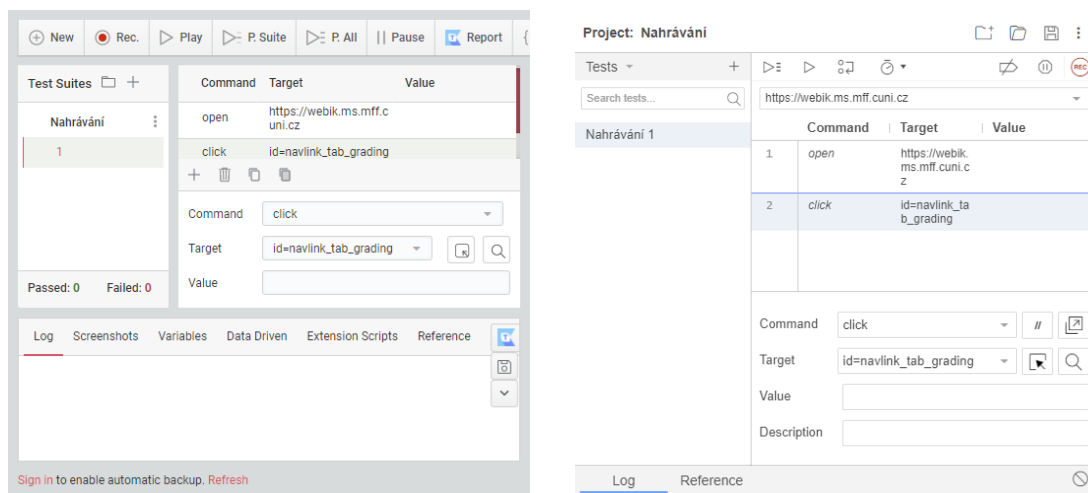 New Rec. Play P. Suite P. All Pause Report {
Test Suites
Nahrávání
1
Passed: 0 Failed: 0
Command Target Value
open https://webik.ms.mff.c
uni.cz
click id=navlink_tab_grading
Command click
Target id=navlink_tab_grading
Value
Log Screenshots Variables Data Driven Extension Scripts Reference
Sign in to enable automatic backup. Refresh
Project: Nahrávání
Tests
Search tests...
Nahrávání 1
REC
https://webik.ms.mff.cuni.cz
Command Target Value
1 open https://webik.
ms.mff.cuni.c
z
2 click id=navlink_ta
b_grading
Command click //
Target id=navlink_tab_grading
Value
Description
Log Reference